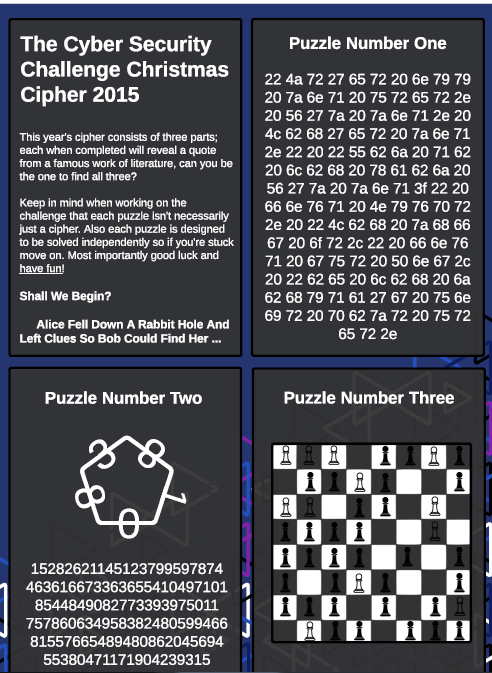 The Cyber Security
Challenge Christmas
Cipher 2015
This year's cipher consists of three parts;
each when completed will reveal a quote
from a famous work of literature, can you be
the one to find all three?
Keep in mind when working on the
challenge that each puzzle isn't necessarily
just a cipher. Also each puzzle is designed
to be solved independently so if you're stuck
move on. Most importantly good luck and
have fun!
Shall We Begin?
Alice Fell Down A Rabbit Hole And
Left Clues So Bob Could Find Her ...
Puzzle Number One
22 4a 72 27 65 72 20 6e 79 79
20 7a 6e 71 20 75 72 65 72 2e
20 56 27 7a 20 7a 6e 71 2e 20
4c 62 68 27 65 72 20 7a 6e 71
2e 22 20 22 55 62 6a 20 71 62
20 6c 62 68 20 78 61 62 6a 20
56 27 7a 20 7a 6e 71 3f 22 20
66 6e 76 71 20 4e 79 76 70 72
2e 20 22 4c 62 68 20 7a 68 66
67 20 6f 72 2c 22 20 66 6e 76
71 20 67 75 72 20 50 6e 67 2c
20 22 62 65 20 6c 62 68 20 6a
62 68 79 71 61 27 67 20 75 6e
69 72 20 70 62 7a 72 20 75 72
65 72 2e
Puzzle Number Two
3 8 7 0 8
15282621145123799597874
463616673363655410497101
85448490827733939750​11
757860634958382480599466
81557665489480862045694
55380471171904239315
Puzzle Number Three